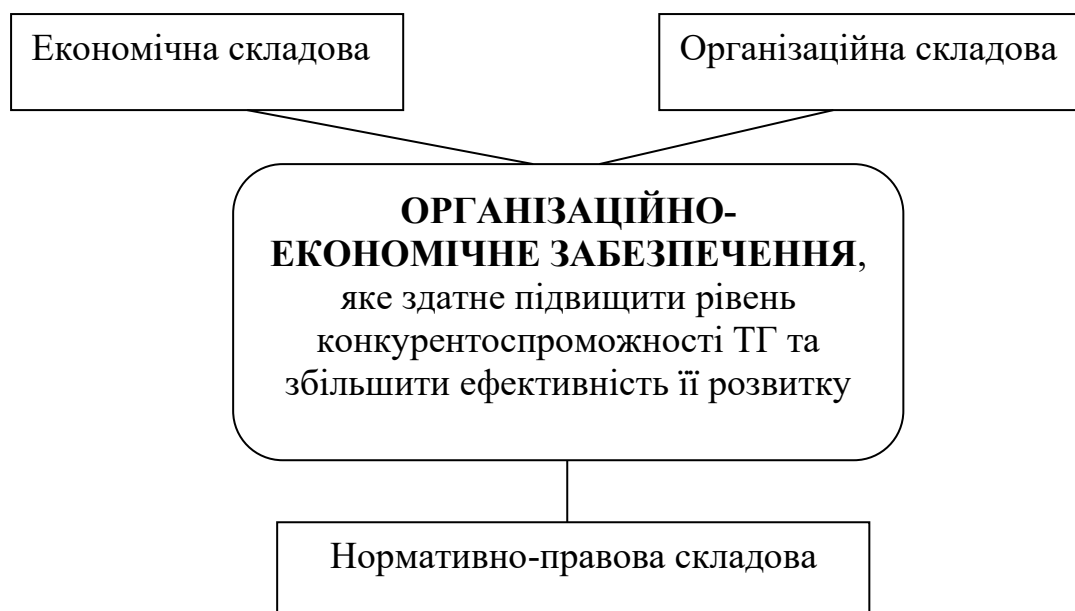 Економічна складова
Організаційна складова
ОРГАНІЗАЦІЙНО-
ЕКОНОМІЧНЕ ЗАБЕЗПЕЧЕННЯ,
яке здатне підвищити рівень
конкурентоспроможності ТГ та
збільшити ефективність її розвитку
Нормативно-правова складова